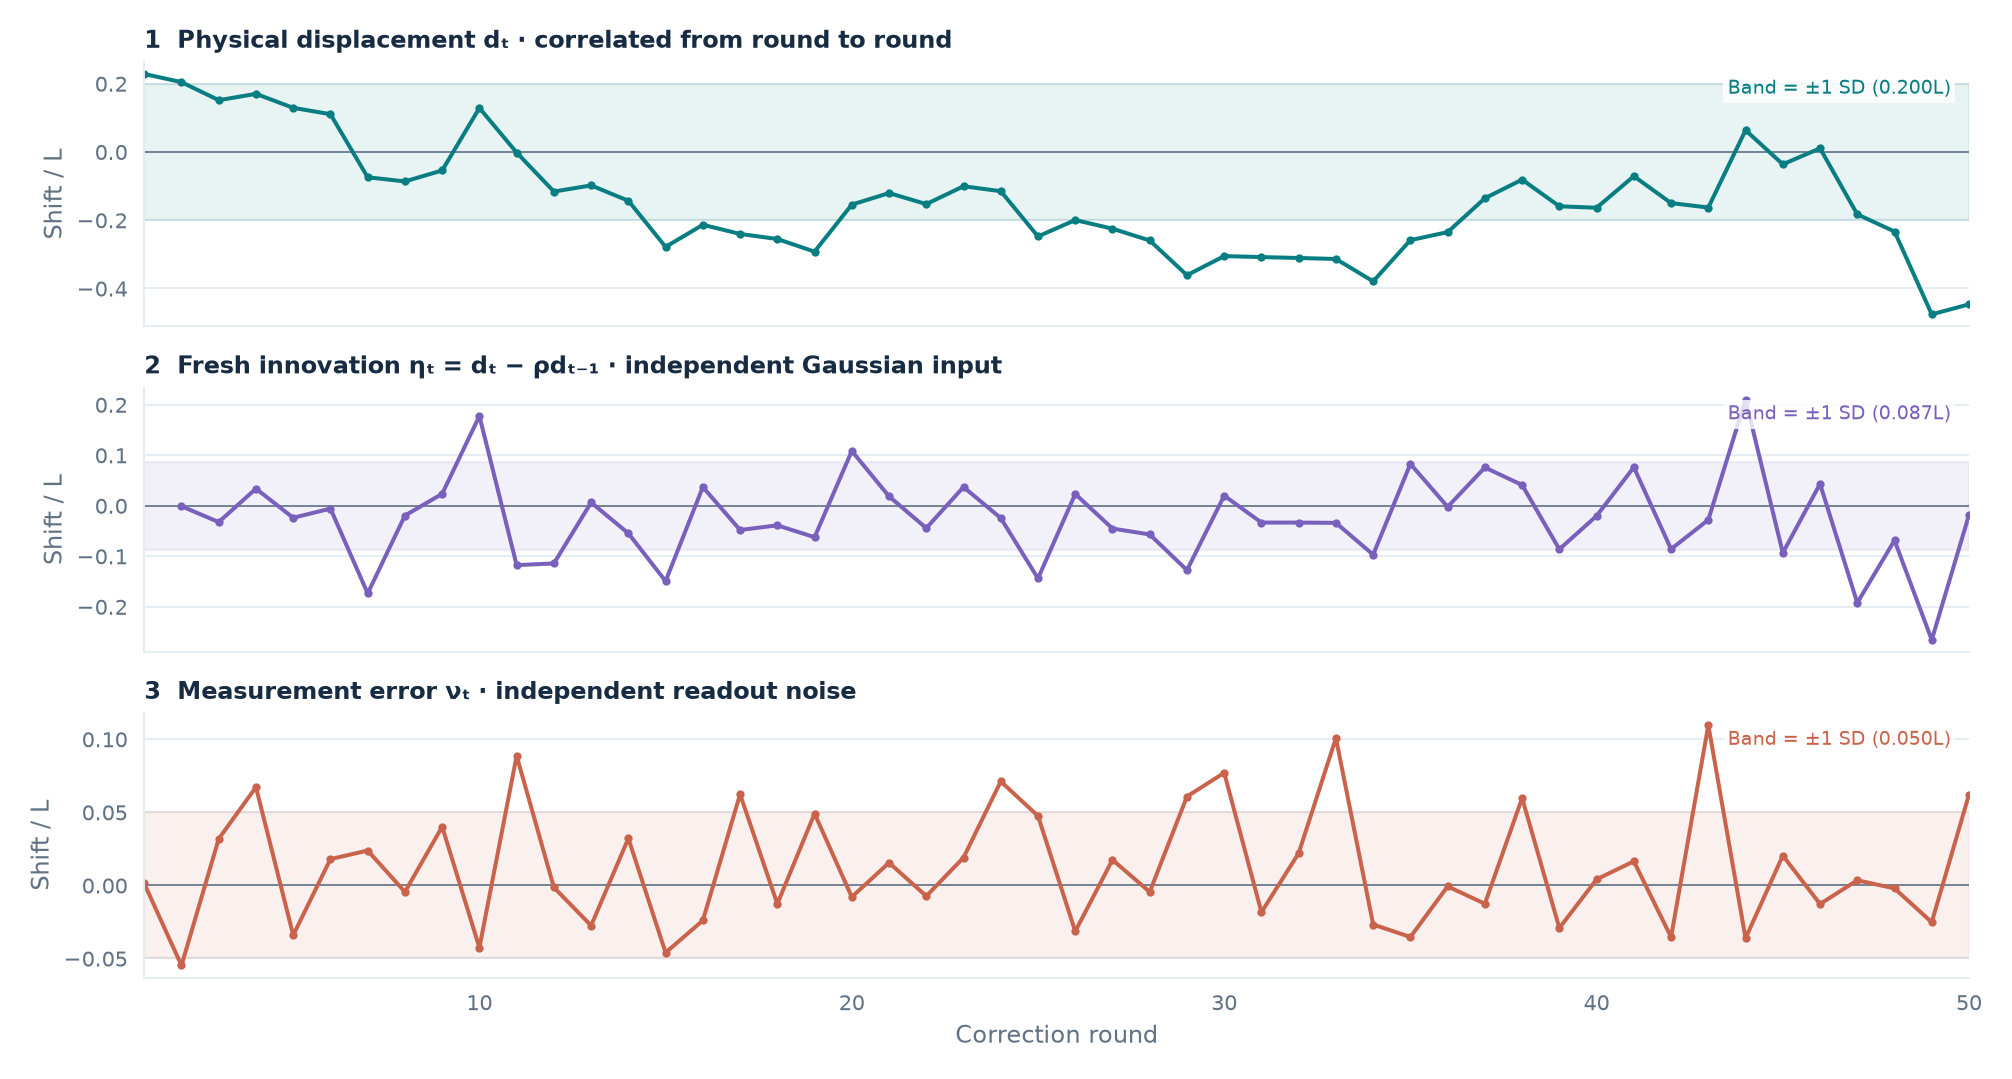 1 Physical displacement dₜ · correlated from round to round
Shift / L
0.2
0.0
−0.2
−0.4
Band = ±1 SD (0.200L)
2 Fresh innovation ηₜ = dₜ − ρdₜ₋₁ · independent Gaussian input
Shift / L
0.2
0.1
0.0
−0.1
−0.2
Band = ±1 SD (0.087L)
3 Measurement error νₜ · independent readout noise
Shift / L
0.10
0.05
0.00
−0.05
Band = ±1 SD (0.050L)
10 20 30 40 50
Correction round